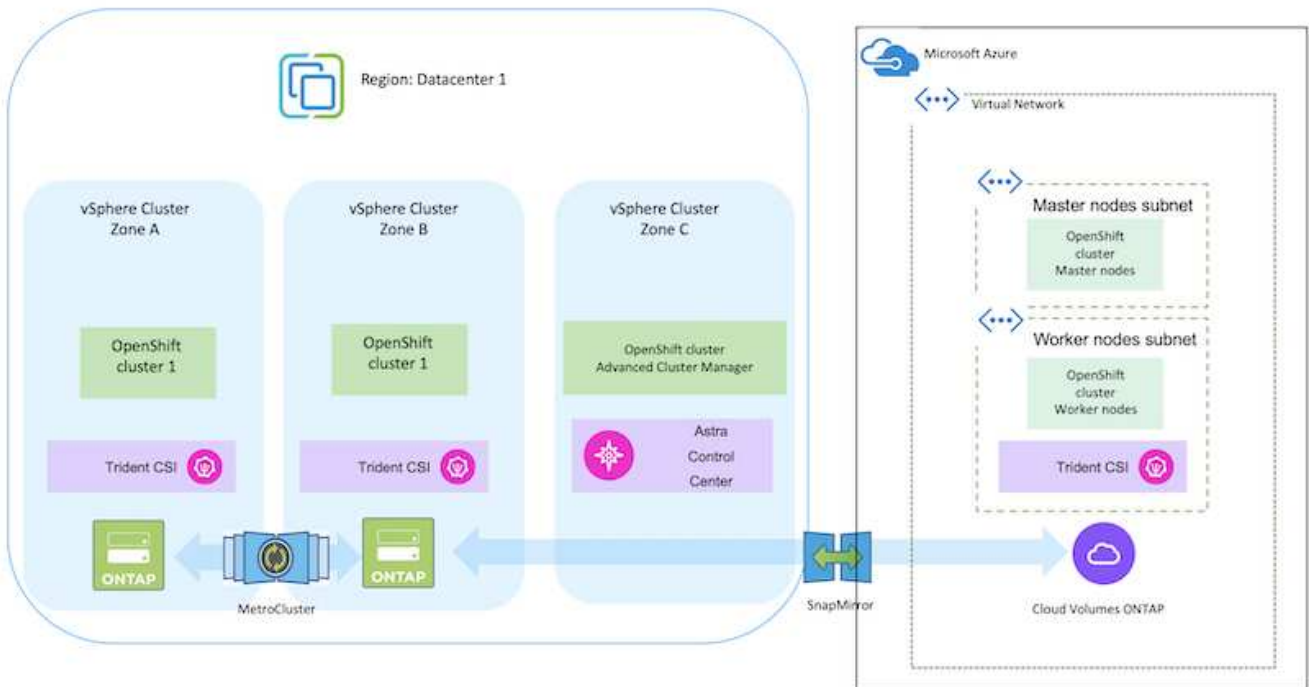 Region: Datacenter 1
Microsoft Azure
Virtual Network
vSphere Cluster
Zone A
vSphere Cluster
Zone B
vSphere Cluster
Zone C
Master nodes subnet
OpenShift
cluster
Master nodes
OpenShift
cluster 1
OpenShift
cluster 1
OpenShift cluster
Advanced Cluster Manager
Worker nodes subnet
OpenShift
cluster
Worker nodes
Trident CSI
Trident CSI
Astra
Control
Center
Trident CSI
ONTAP
ONTAP
MetroCluster
SnapMirror
Cloud Volumes ONTAP